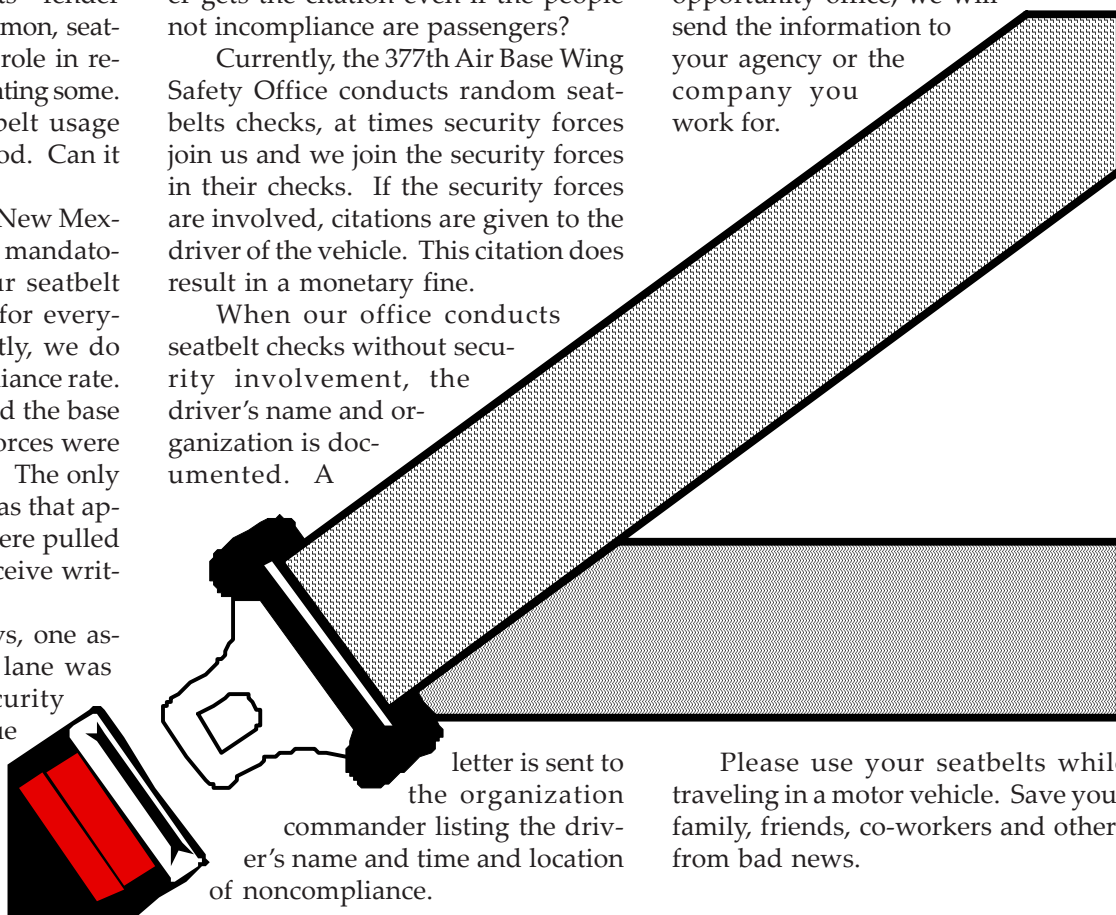 fender
mon, seat-
role in re-
ating some.
belt usage
od. Can it
New Mex-
mandato-
ur seatbelt
for every-
tly, we do
iance rate.
d the base
orces were
The only
as that ap-
ere pulled
ceive writ-
ys, one as-
lane was
curity
ue
er gets the citation even if the people
not incompliance are passengers?
Currently, the 377th Air Base Wing
Safety Office conducts random seat-
belts checks, at times security forces
join us and we join the security forces
in their checks. If the security forces
are involved, citations are given to the
driver of the vehicle. This citation does
result in a monetary fine.
When our office conducts
seatbelt checks without secu-
rity involvement, the
driver's name and or-
ganization is doc-
umented. A
letter is sent to
the organization
commander listing the driv-
er's name and time and location
of noncompliance.
opportunity office, we will
send the information to
your agency or the
company you
work for.
Please use your seatbelts while
traveling in a motor vehicle. Save you
family, friends, co-workers and other
from bad news.